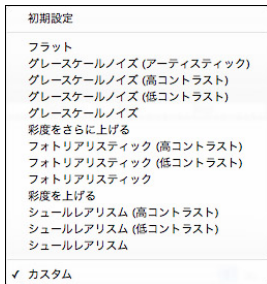 初期設定
フラット
グレースケールノイズ (アーティスティック)
グレースケールノイズ (高コントラスト)
グレースケールノイズ (低コントラスト)
グレースケールノイズ
彩度をさらに上げる
フォトリアリスティック (高コントラスト)
フォトリアリスティック (低コントラスト)
フォトリアリスティック
彩度を上げる
シュールレアリスム (高コントラスト)
シュールレアリスム (低コントラスト)
シュールレアリスム
✓ カスタム